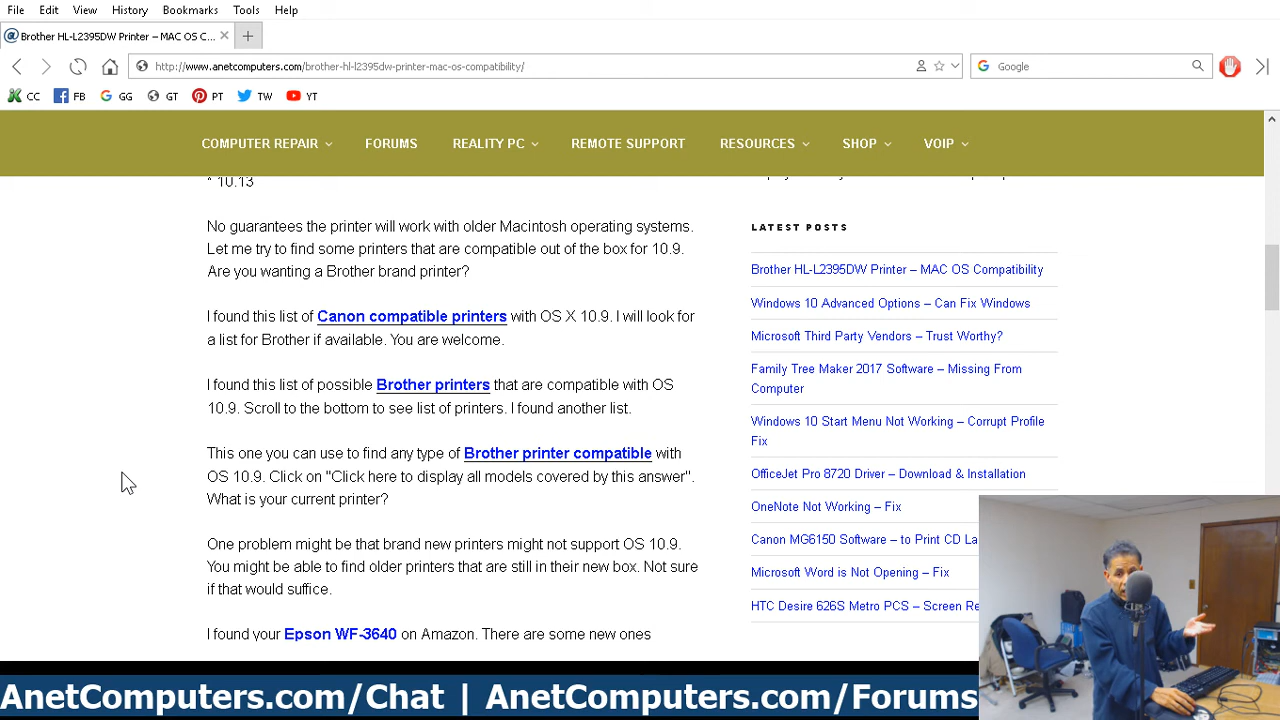 File Edit View History Bookmarks Tools Help
Brother HL-L2395DW Printer – MAC OS C...
http://www.anetcomputers.com/brother-hl-l2395dw-printer-mac-os-compatibility/
Google
CC FB GG GT PT TW YT
COMPUTER REPAIR FORUMS REALITY PC REMOTE SUPPORT RESOURCES SHOP VOIP
* 10.13
No guarantees the printer will work with older Macintosh operating systems.
Let me try to find some printers that are compatible out of the box for 10.9.
Are you wanting a Brother brand printer?
I found this list of Canon compatible printers with OS X 10.9. I will look for
a list for Brother if available. You are welcome.
I found this list of possible Brother printers that are compatible with OS
10.9. Scroll to the bottom to see list of printers. I found another list.
This one you can use to find any type of Brother printer compatible with
OS 10.9. Click on "Click here to display all models covered by this answer".
What is your current printer?
One problem might be that brand new printers might not support OS 10.9.
You might be able to find older printers that are still in their new box. Not sure
if that would suffice.
I found your Epson WF-3640 on Amazon. There are some new ones
LATEST POSTS
Brother HL-L2395DW Printer – MAC OS Compatibility
Windows 10 Advanced Options – Can Fix Windows
Microsoft Third Party Vendors – Trust Worthy?
Family Tree Maker 2017 Software – Missing From
Computer
Windows 10 Start Menu Not Working – Corrupt Profile
Fix
OfficeJet Pro 8720 Driver – Download & Installation
OneNote Not Working – Fix
Canon MG6150 Software – to Print CD La
Microsoft Word is Not Opening – Fix
HTC Desire 626S Metro PCS – Screen Re
AnetComputers.com/Chat | AnetComputers.com/Forums